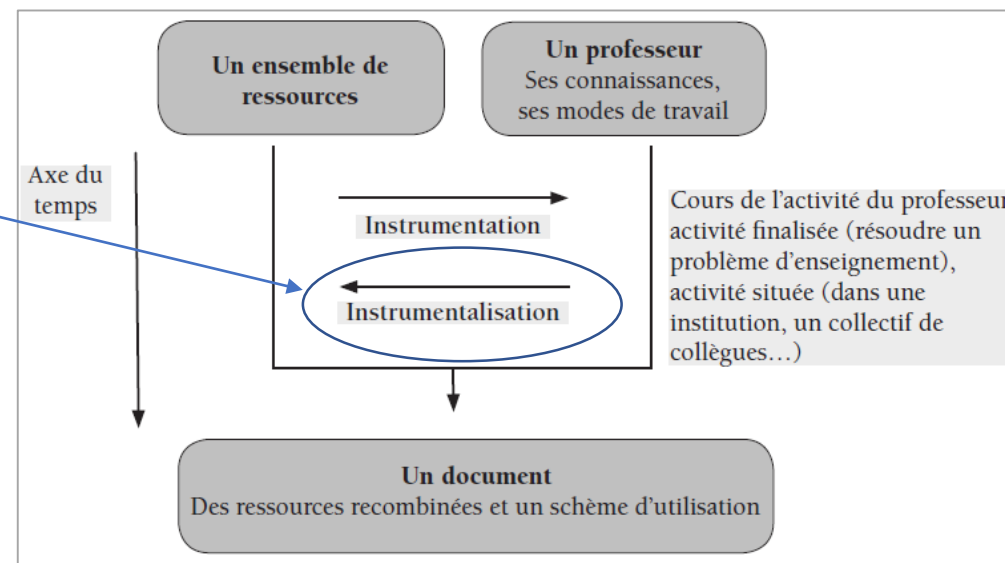 Un ensemble de
ressources
Un professeur
Ses connaissances,
ses modes de travail
Axe du
temps
Instrumentation
Instrumentalisation
Cours de l’activité du professeur
activité finalisée (résoudre un
problème d’enseignement),
activité située (dans une
institution, un collectif de
collègues…)
Un document
Des ressources recombinées et un schème d’utilisation